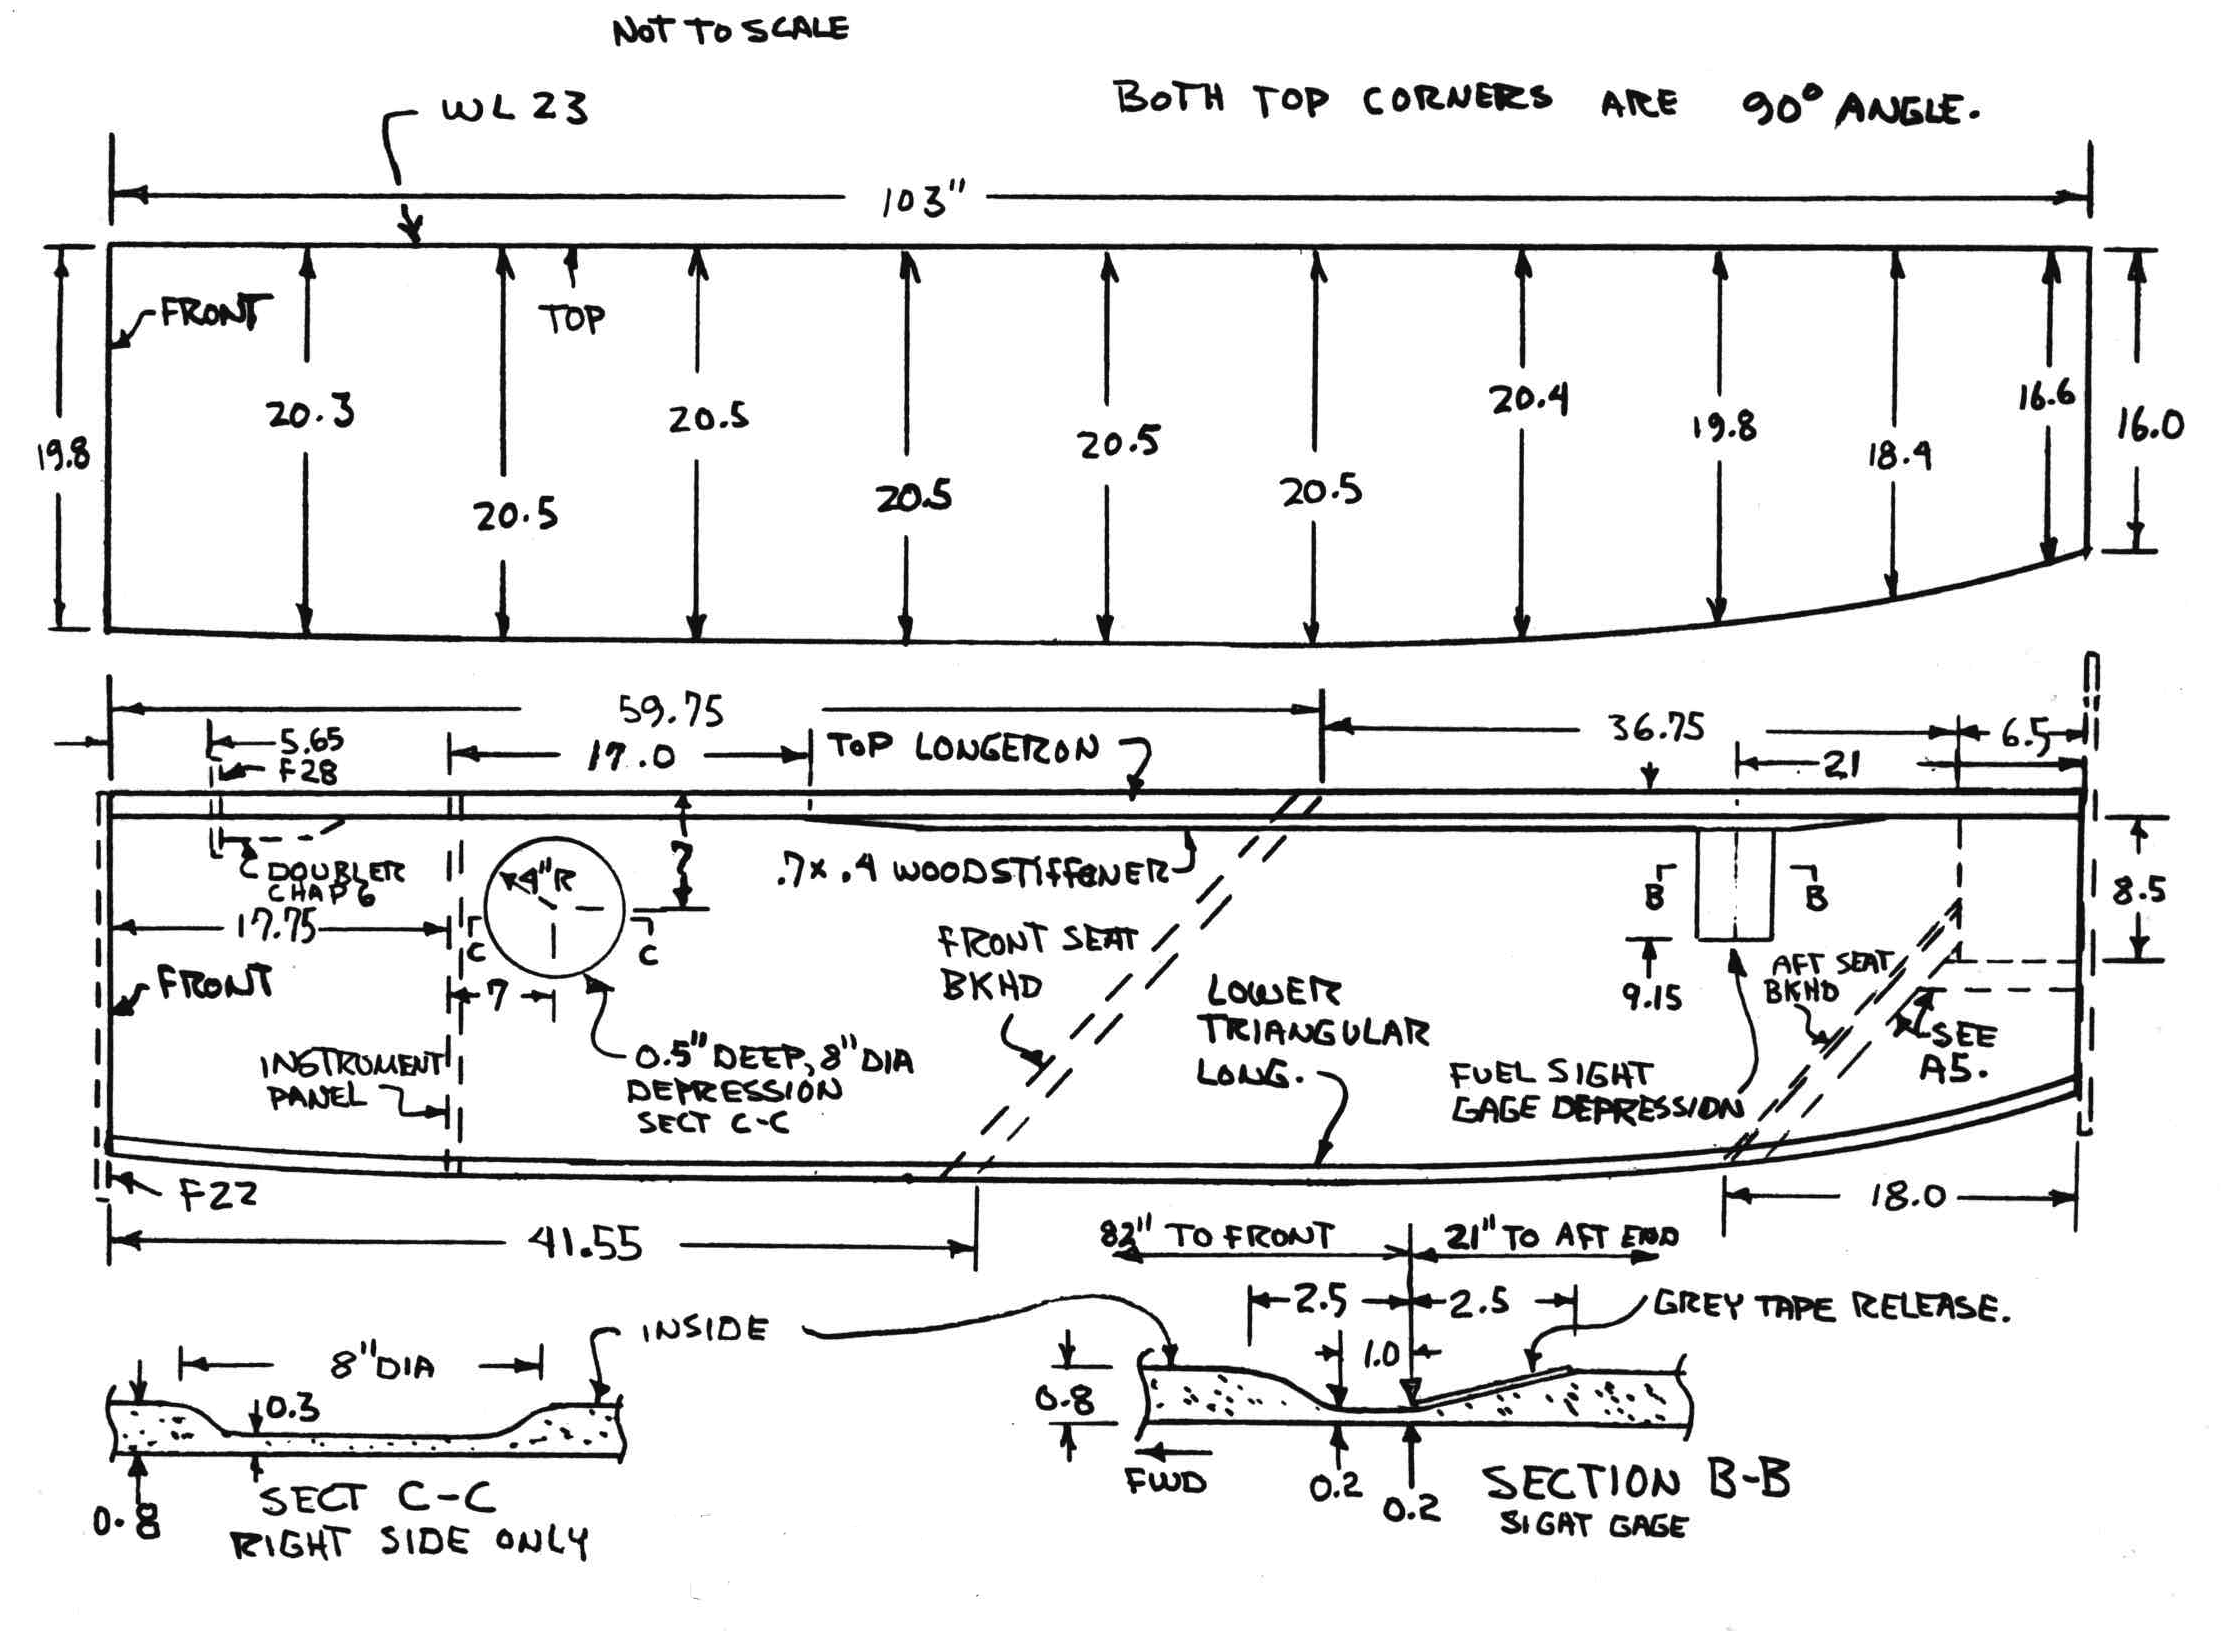 NOT TO SCALE
WL 23
BOTH TOP CORNERS ARE 90° ANGLE.
103"
FRONT
TOP
19.8
20.3
20.5
20.5
20.5
20.5
20.5
20.4
19.8
18.4
16.6
16.0
59.75
36.75
6.5
5.65
F28
17.0
TOP LONGERON
21
7
DOUBLER
CHAP 6
4"R
.7x .4 WOODSTIFFENER
B
B
8.5
17.75
C
C
FRONT SEAT
BKHD
AFT SEAT
BKHD
FRONT
7
9.15
LOWER
TRIANGULAR
LONG.
SEE
A5.
INSTRUMENT
PANEL
0.5" DEEP, 8" DIA
DEPRESSION
SECT C-C
FUEL SIGHT
GAGE DEPRESSION
F22
18.0
41.55
82" TO FRONT
21" TO AFT END
2.5
2.5
GREY TAPE RELEASE.
INSIDE
8" DIA
1.0
0.3
0.8
0.8
FWD
0.2
0.2
SECTION B-B
SIGAT GAGE
SECT C-C
RIGHT SIDE ONLY